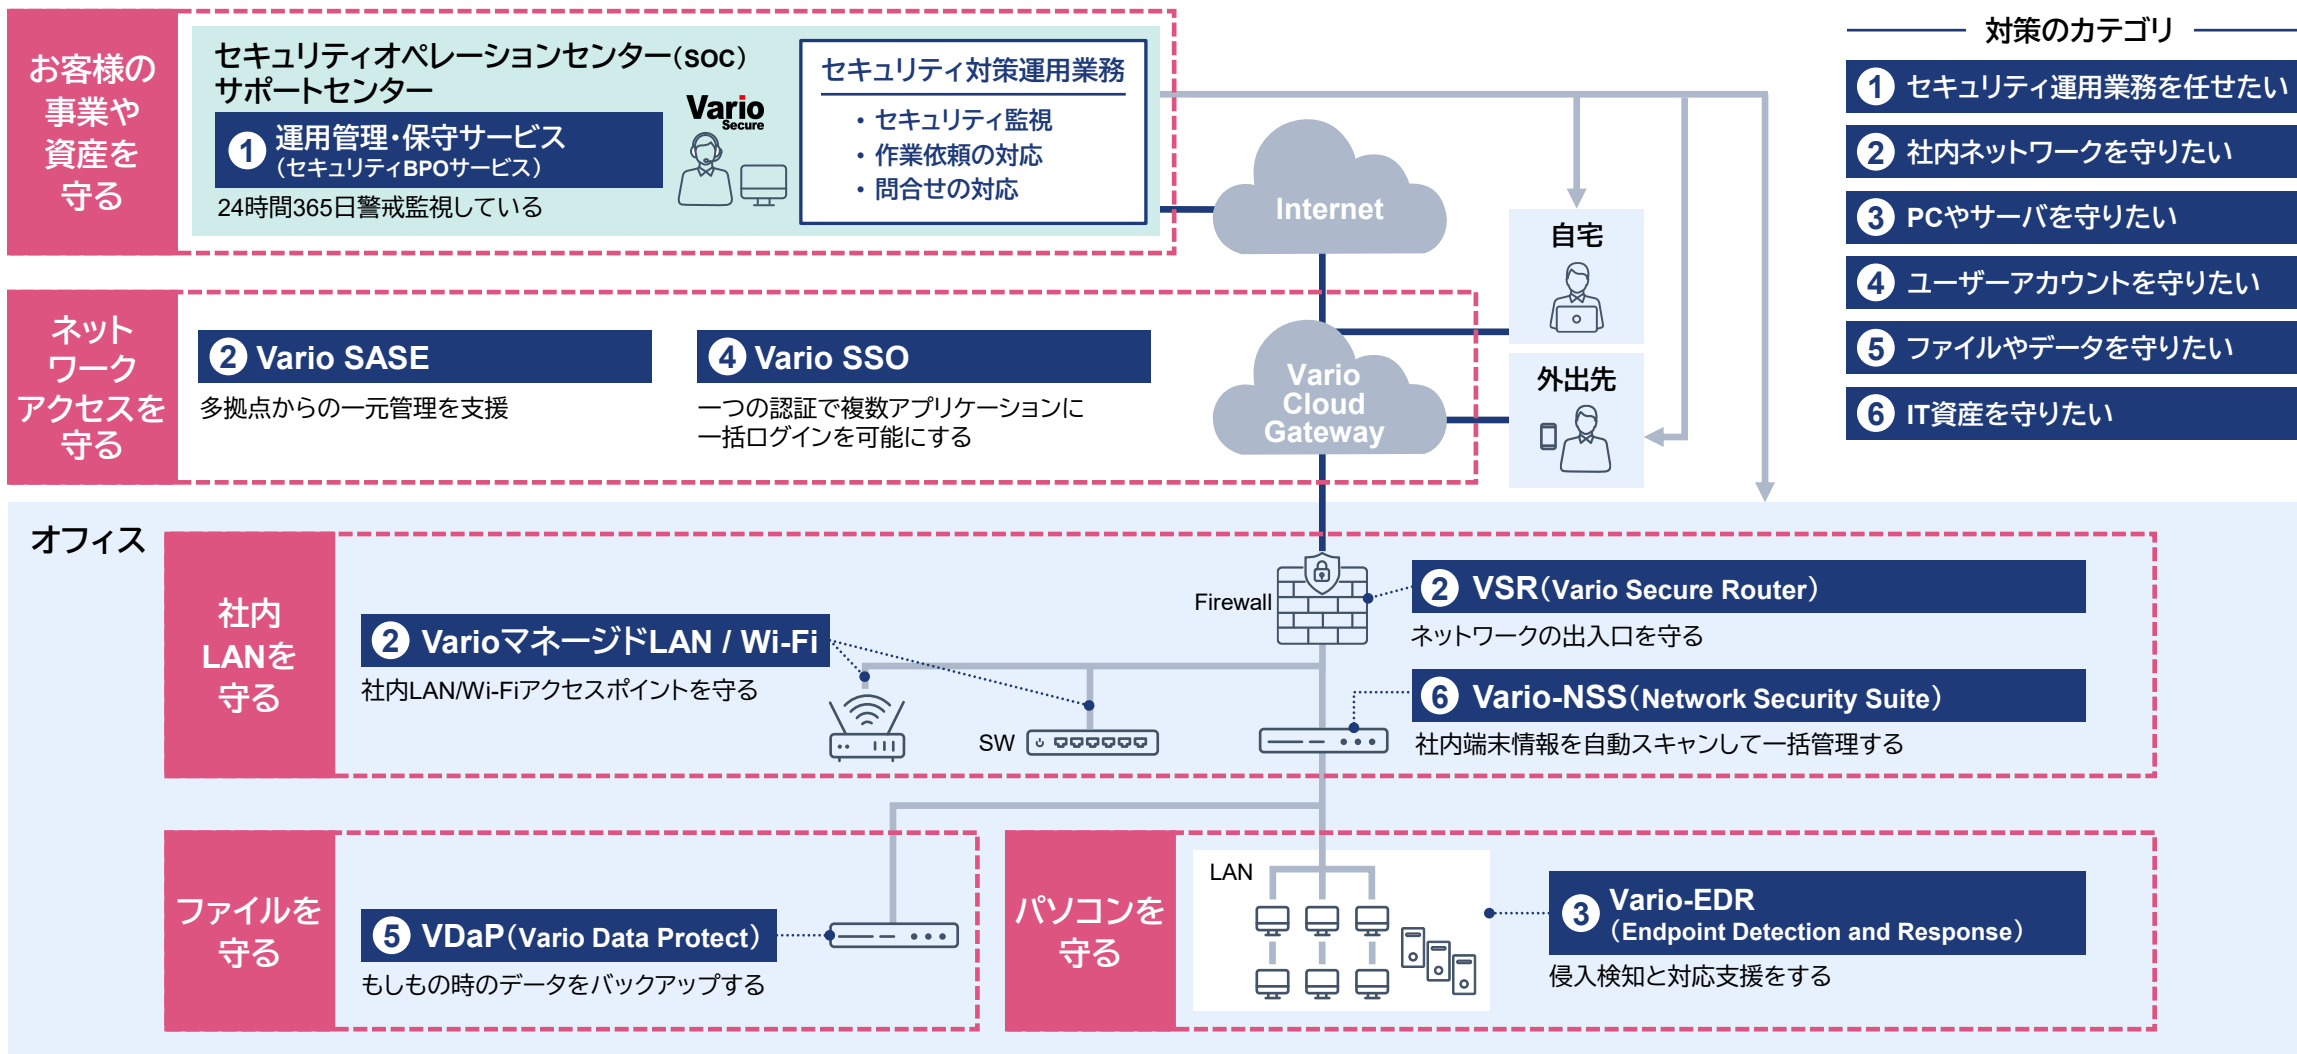 お客様の
事業や
資産を
守る
セキュリティオペレーションセンター（SOC）
サポートセンター
1 運用管理・保守サービス
（セキュリティBPOサービス）
24時間365日警戒監視している
Vario
Secure
セキュリティ対策運用業務
・セキュリティ監視
・作業依頼の対応
・問合せの対応
Internet
自宅
外出先
対策のカテゴリ
1 セキュリティ運用業務を任せたい
2 社内ネットワークを守りたい
3 PCやサーバを守りたい
4 ユーザーアカウントを守りたい
5 ファイルやデータを守りたい
6 IT資産を守りたい
ネット
ワーク
アクセスを
守る
2 Vario SASE
多拠点からの一元管理を支援
4 Vario SSO
一つの認証で複数アプリケーションに
一括ログインを可能にする
Vario
Cloud
Gateway
オフィス
社内
LANを
守る
2 VarioマネージドLAN / Wi-Fi
社内LAN/Wi-Fiアクセスポイントを守る
SW
Firewall
2 VSR（Vario Secure Router）
ネットワークの出入口を守る
6 Vario-NSS（Network Security Suite）
社内端末情報を自動スキャンして一括管理する
ファイルを
守る
5 VDaP（Vario Data Protect）
もしもの時のデータをバックアップする
パソコンを
守る
LAN
3 Vario-EDR
（Endpoint Detection and Response）
侵入検知と対応支援をする